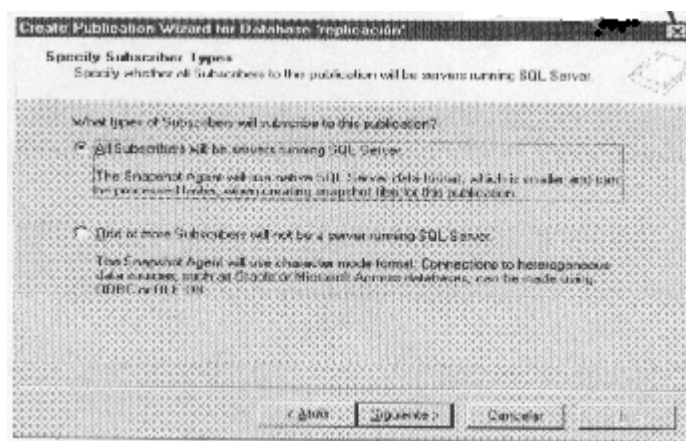 Create Publication Wizard for Database 'replicación'
Specify Subscriber Types
Specify whether all Subscribers to the publication will be servers running SQL Server.
What types of Subscribers will subscribe to this publication?
All Subscribers will be servers running SQL Server.
The Snapshot Agent will use native SQL Server data format, which is smaller and can
be processed faster, when creating snapshot files for this publication.
One or more Subscribers will not be a server running SQL Server.
The Snapshot Agent will use character mode format. Connections to heterogeneous
data sources, such as Oracle or Microsoft Access databases, can be made using
ODBC or OLE DB.
< Atrás
Siguiente >
Cancelar